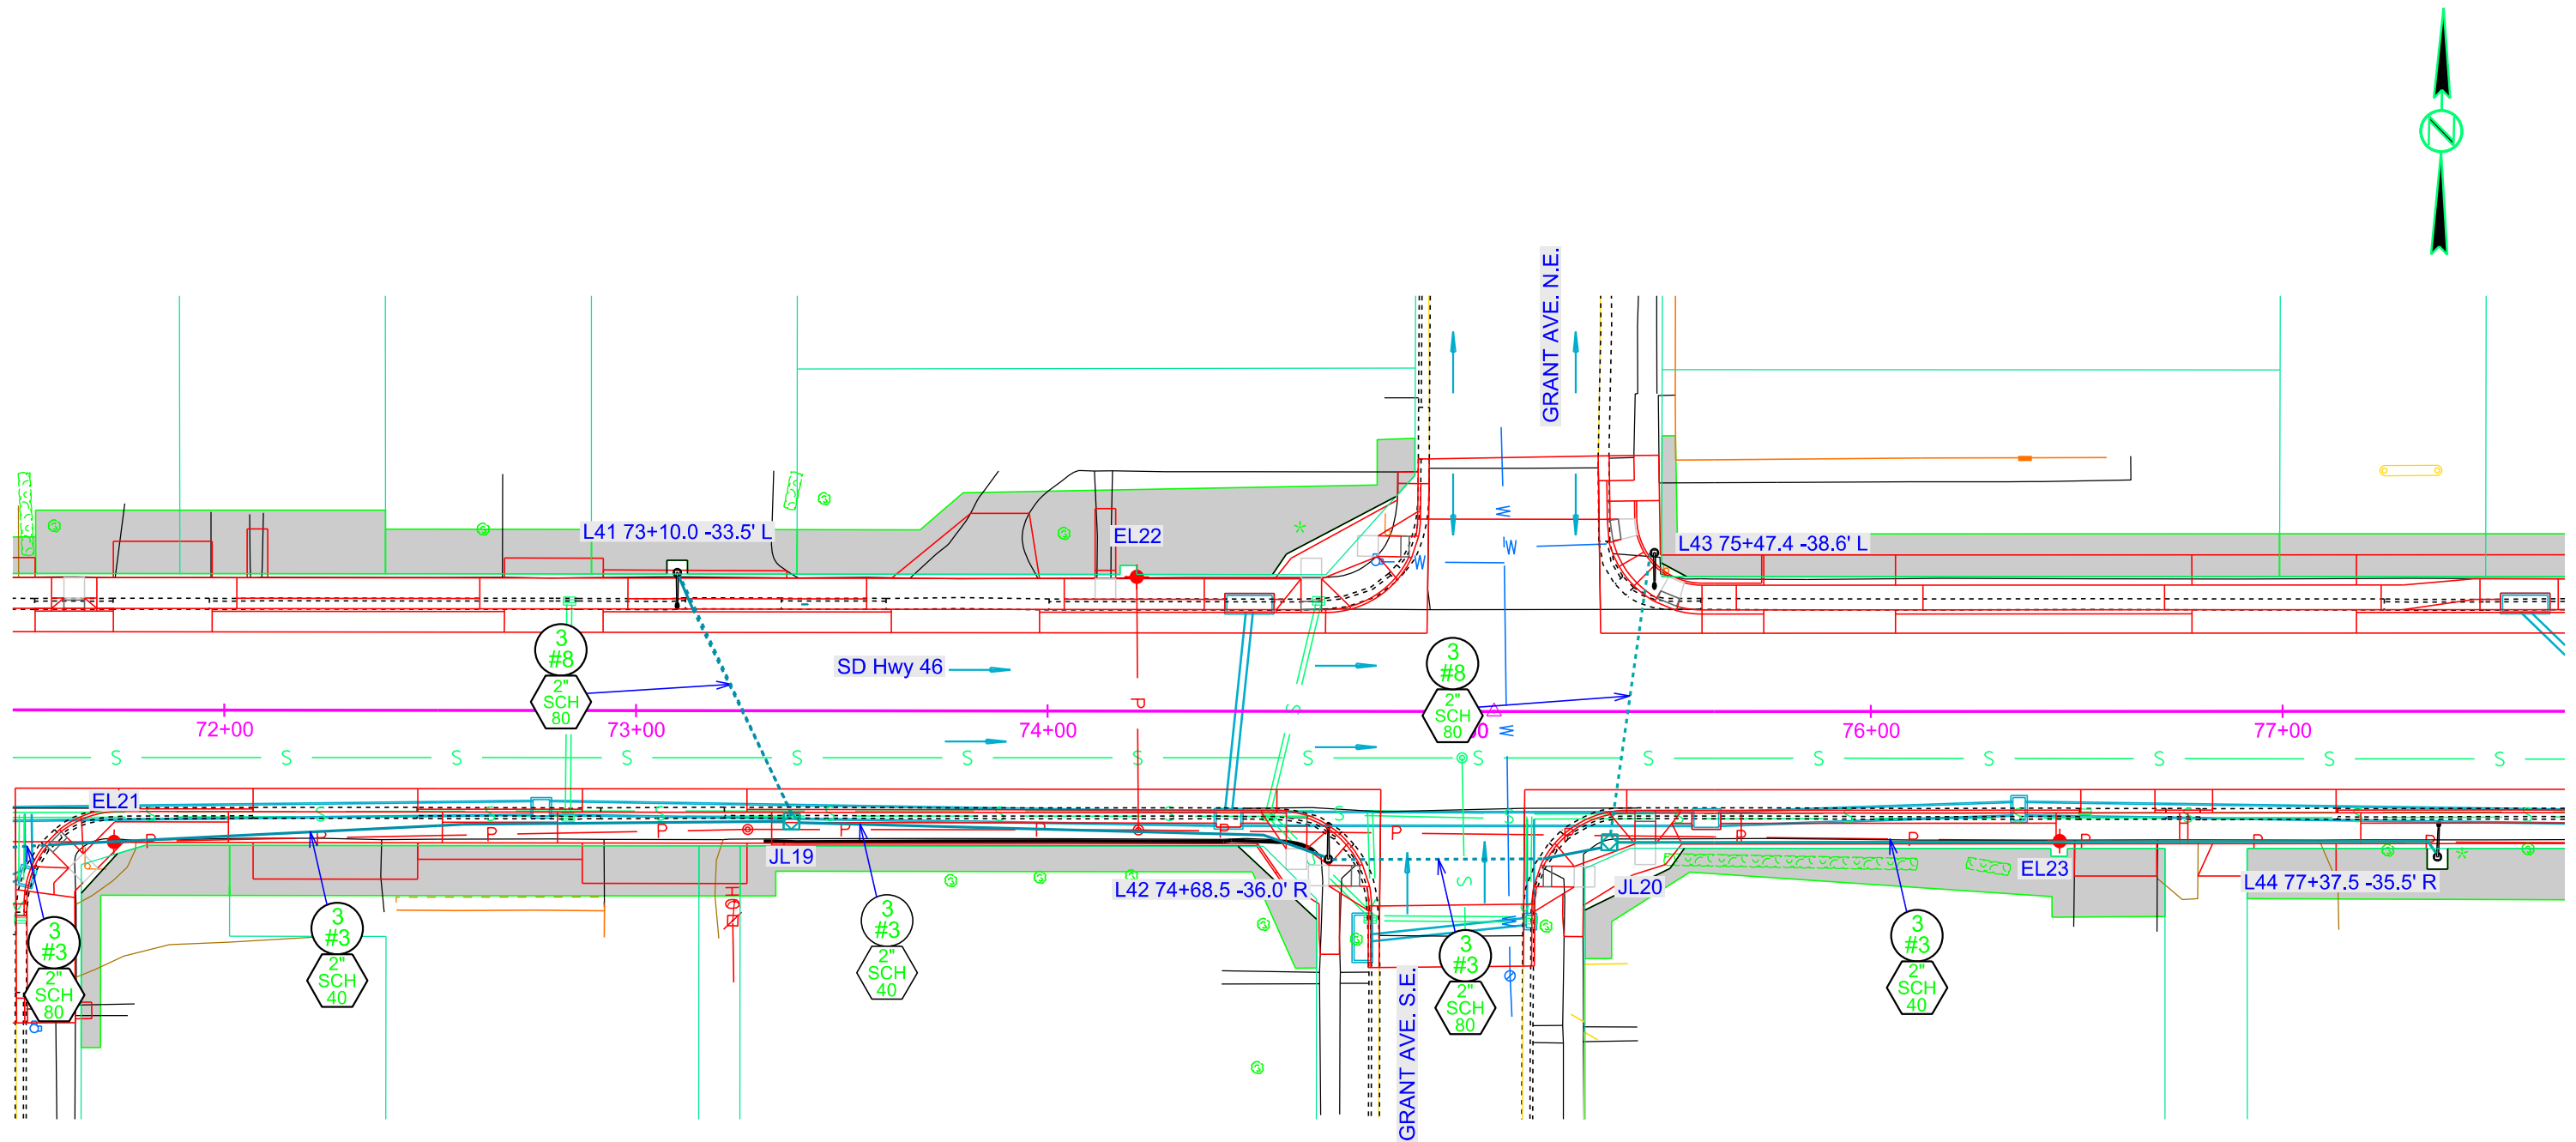 N
GRANT AVE. N.E.
L41 73+10.0 -33.5' L
EL22
L43 75+47.4 -38.6' L
W
W
W
3
#8
2"
SCH
80
SD Hwy 46
3
#8
2"
SCH
80
P
S
W
W
72+00
73+00
74+00
0
76+00
77+00
S S S S S S S S S S S S S S S
EL21
S S S S S S S S S S S S
P P P P P P P P P P P P P P
JL19
L42 74+68.5 -36.0' R
JL20
EL23
L44 77+37.5 -35.5' R
S
W
H
3
#3
2"
SCH
80
3
#3
2"
SCH
40
3
#3
2"
SCH
40
3
#3
2"
SCH
80
3
#3
2"
SCH
40
GRANT AVE. S.E.